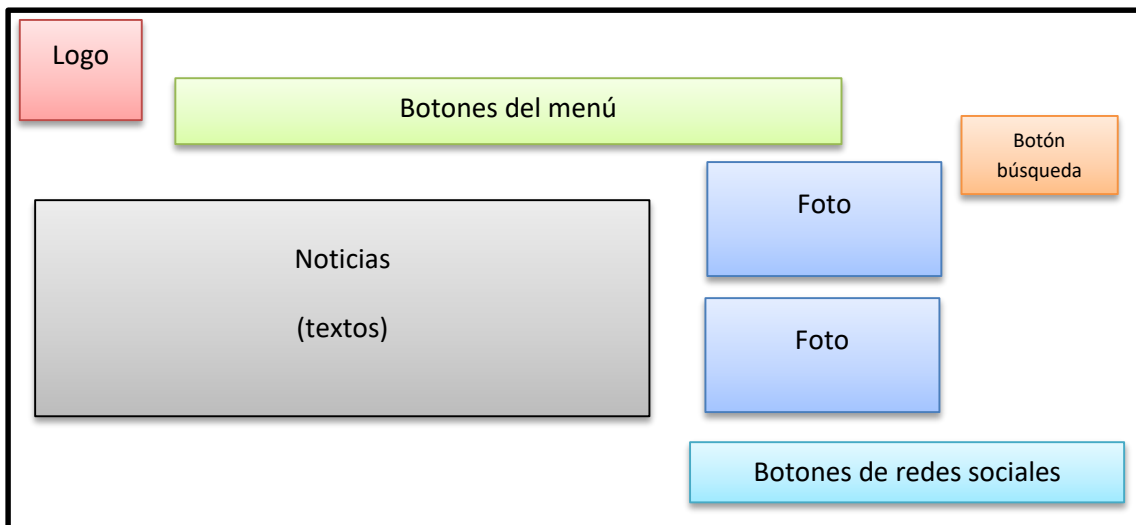 Logo
Botones del menú
Botón
búsqueda
Foto
Noticias
(textos)
Foto
Botones de redes sociales